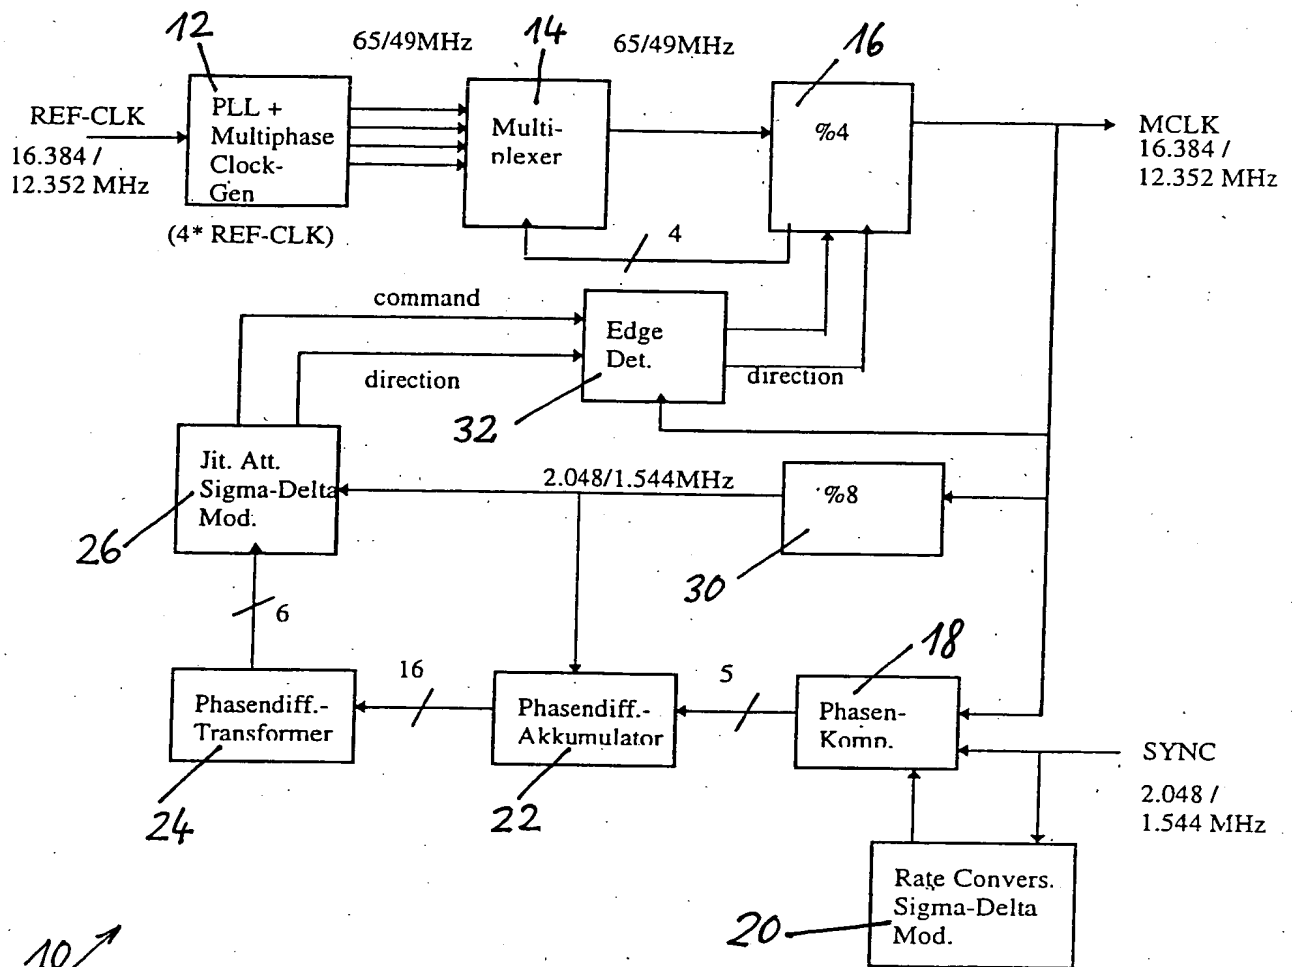 12
65/49MHz
14
65/49MHz
16
REF-CLK
16.384 /
12.352 MHz
PLL +
Multiphase
Clock-
Gen
(4* REF-CLK)
Multi-
plexer
%4
MCLK
16.384 /
12.352 MHz
4
command
direction
Edge
Det.
direction
32
Jit. Att.
Sigma-Delta
Mod.
26
2.048/1.544MHz
%8
30
6
18
16
5
Phasendiff.-
Transformer
24
Phasendiff.-
Akkumulator
22
Phasen-
Komp.
SYNC
2.048 /
1.544 MHz
Rate Convers.
Sigma-Delta
Mod.
20
10